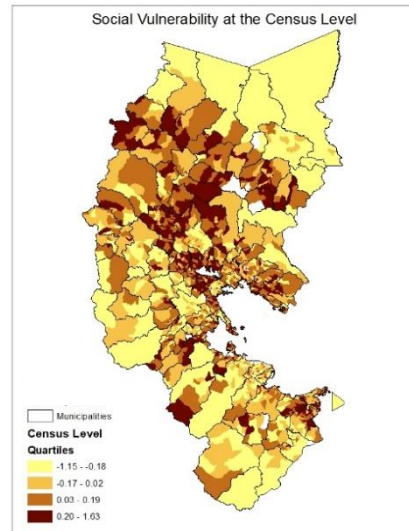 Social Vulnerability at the Census Level
Municipalities
Census Level
Quartiles
-1.15 - -0.18
-0.17 - 0.02
0.03 - 0.19
0.20 - 1.63